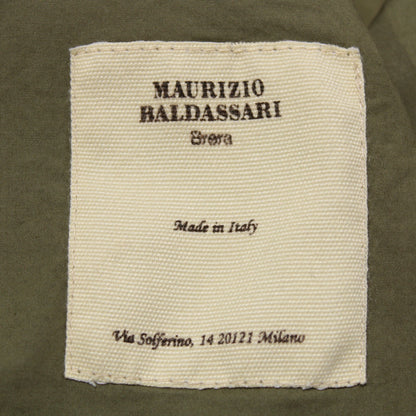 MAURIZIO
BALDASSARI
Brera
Made in Italy
Via Solferino, 14 20121 Milano